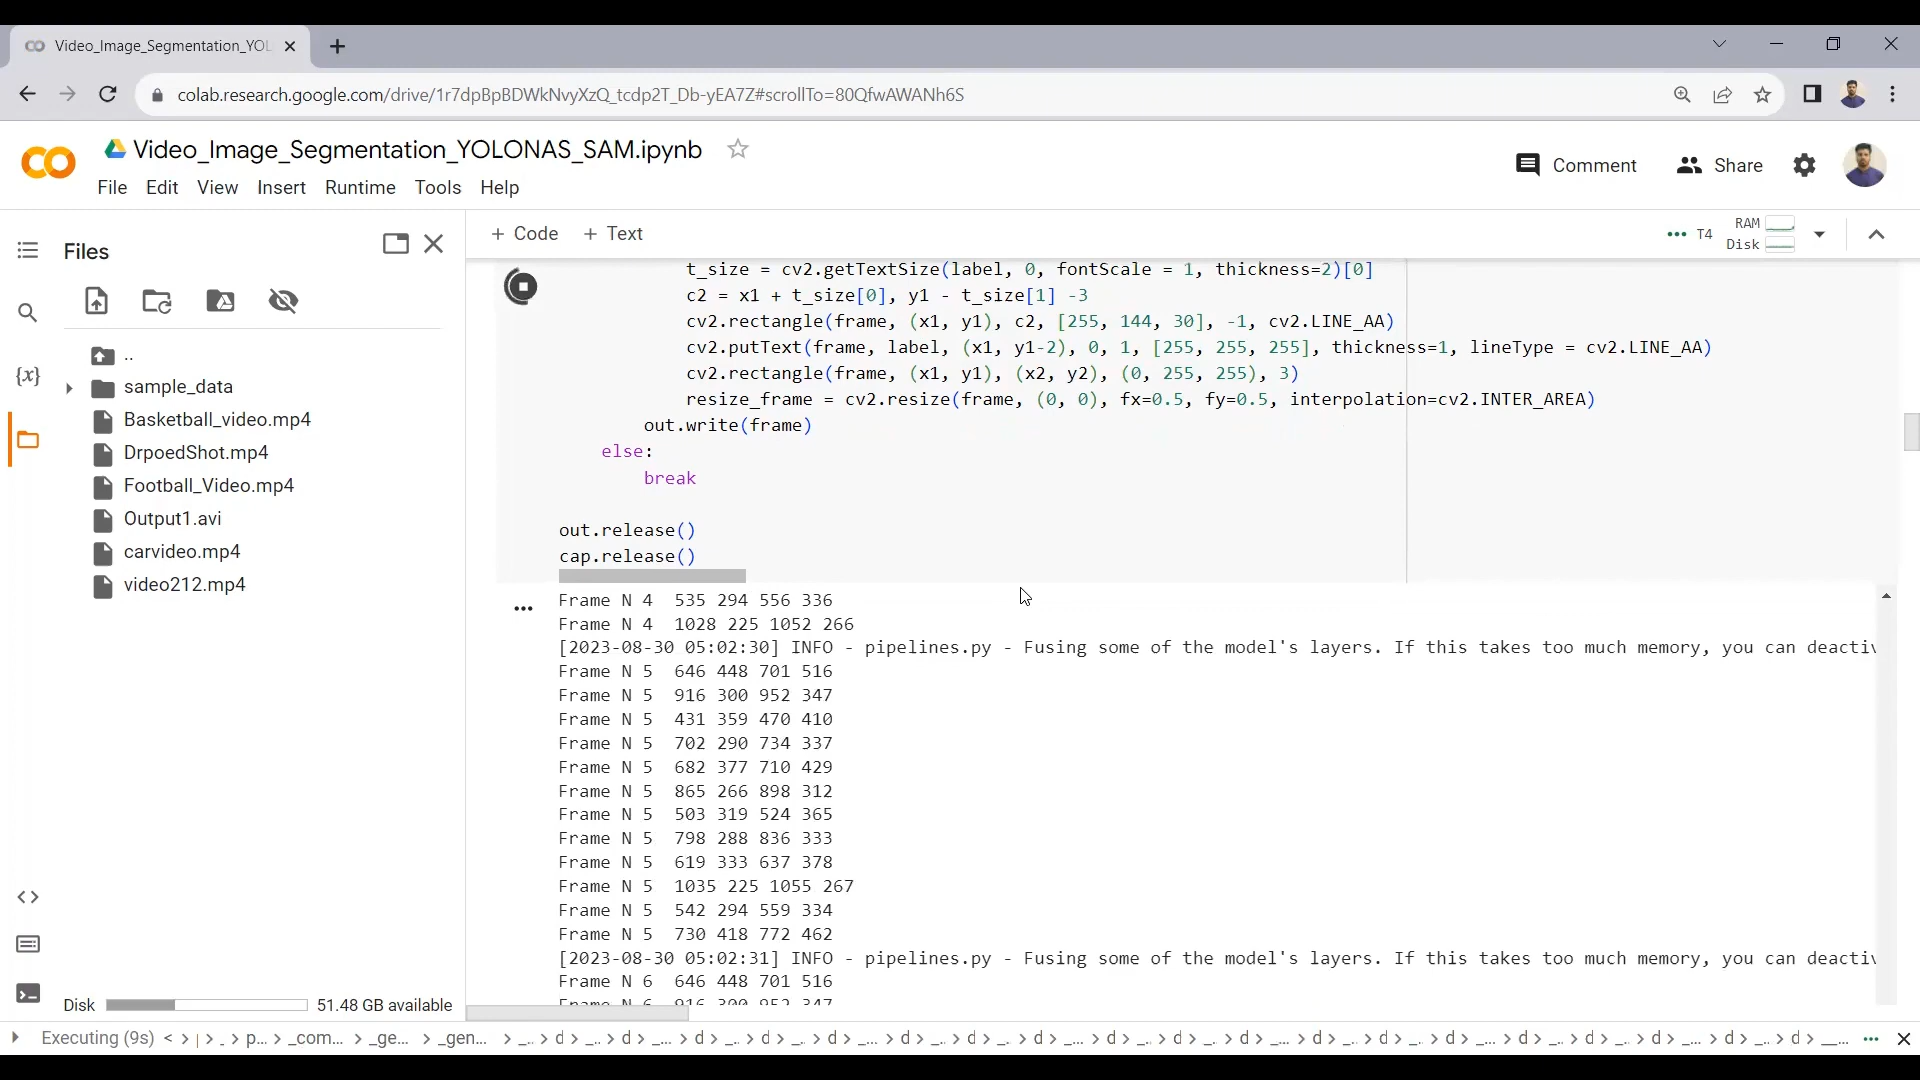 Video_Image_Segmentation_YOL
colab.research.google.com/drive/1r7dpBpBDWkNvyXzQ_tcdp2T_Db-yEA7Z#scrollTo=80QfwAWANh6S
CO
Video_Image_Segmentation_YOLONAS_SAM.ipynb
File Edit View Insert Runtime Tools Help
Comment
Share
Files
+ Code + Text
T4
RAM
Disk
..
sample_data
Basketball_video.mp4
DrpoedShot.mp4
Football_Video.mp4
Output1.avi
carvideo.mp4
video212.mp4
{x}
<>
Disk
51.48 GB available
t_size = cv2.getTextSize(label, 0, fontScale = 1, thickness=2)[0]
c2 = x1 + t_size[0], y1 - t_size[1] -3
cv2.rectangle(frame, (x1, y1), c2, [255, 144, 30], -1, cv2.LINE_AA)
cv2.putText(frame, label, (x1, y1-2), 0, 1, [255, 255, 255], thickness=1, lineType = cv2.LINE_AA)
cv2.rectangle(frame, (x1, y1), (x2, y2), (0, 255, 255), 3)
resize_frame = cv2.resize(frame, (0, 0), fx=0.5, fy=0.5, interpolation=cv2.INTER_AREA)
out.write(frame)
else:
break
out.release()
cap.release()
Frame N 4 535 294 556 336
Frame N 4 1028 225 1052 266
[2023-08-30 05:02:30] INFO - pipelines.py - Fusing some of the model's layers. If this takes too much memory, you can deactiv
Frame N 5 646 448 701 516
Frame N 5 916 300 952 347
Frame N 5 431 359 470 410
Frame N 5 702 290 734 337
Frame N 5 682 377 710 429
Frame N 5 865 266 898 312
Frame N 5 503 319 524 365
Frame N 5 798 288 836 333
Frame N 5 619 333 637 378
Frame N 5 1035 225 1055 267
Frame N 5 542 294 559 334
Frame N 5 730 418 772 462
[2023-08-30 05:02:31] INFO - pipelines.py - Fusing some of the model's layers. If this takes too much memory, you can deactiv
Frame N 6 646 448 701 516
Frame N 6 916 300 952 347
Executing (9s) < > | > _ > p... > _com... > _ge... > _gen... > _.. > d > _.. > d > _... > d > _.. > d > _.. > d > _... > d > _.. > d > _.. > d > _... > d > _.. > d > _... > d > _.. > d > _.. > d > _... > d > _.. > d > _.. > d > _... > d > _.. > d > __...